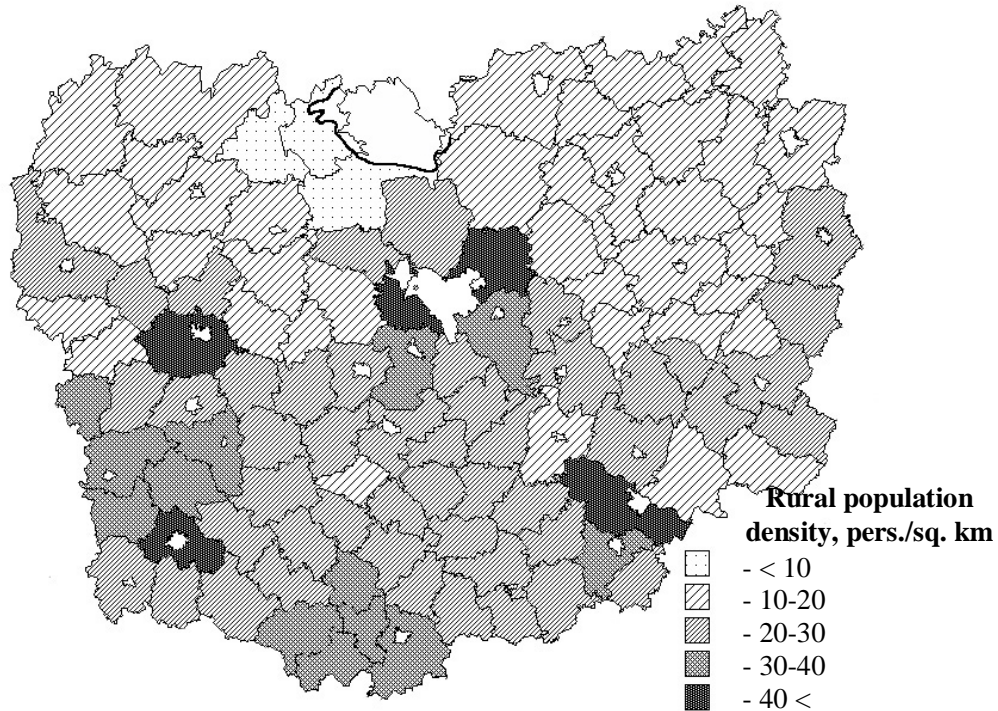 Rural population
density, pers./sq. km
- < 10
- 10-20
- 20-30
- 30-40
- 40 <